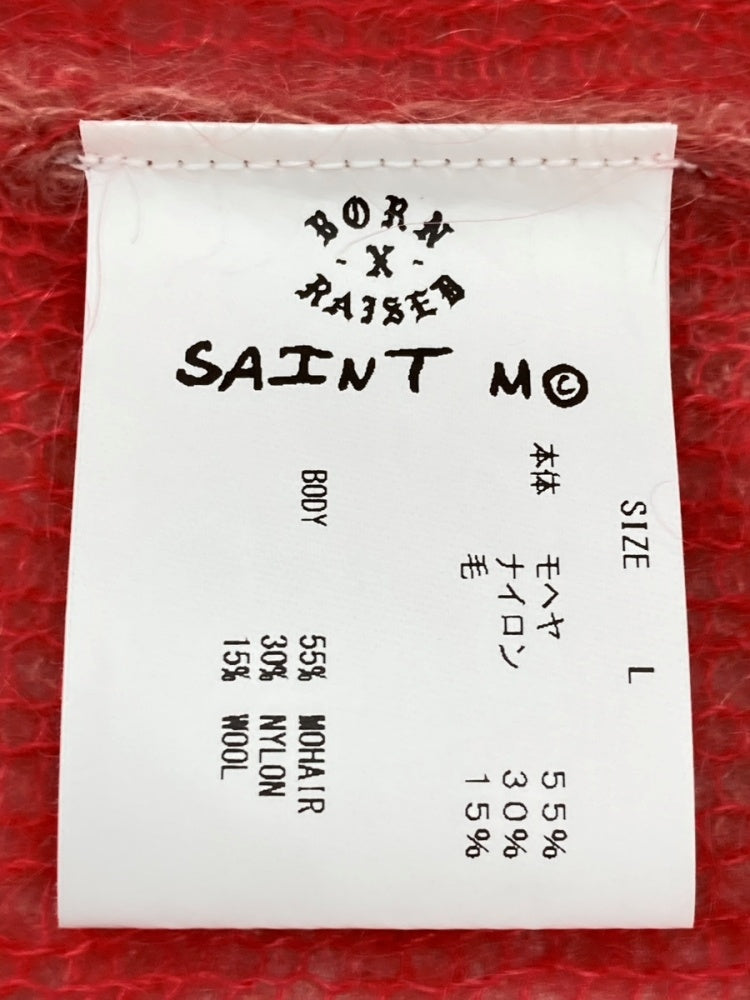 BORN
- X -
RAISED
SAINT M©
SIZE L
本体 モヘヤ 55%
ナイロン 30%
毛 15%
BODY 55% MOHAIR
30% NYLON
15% WOOL